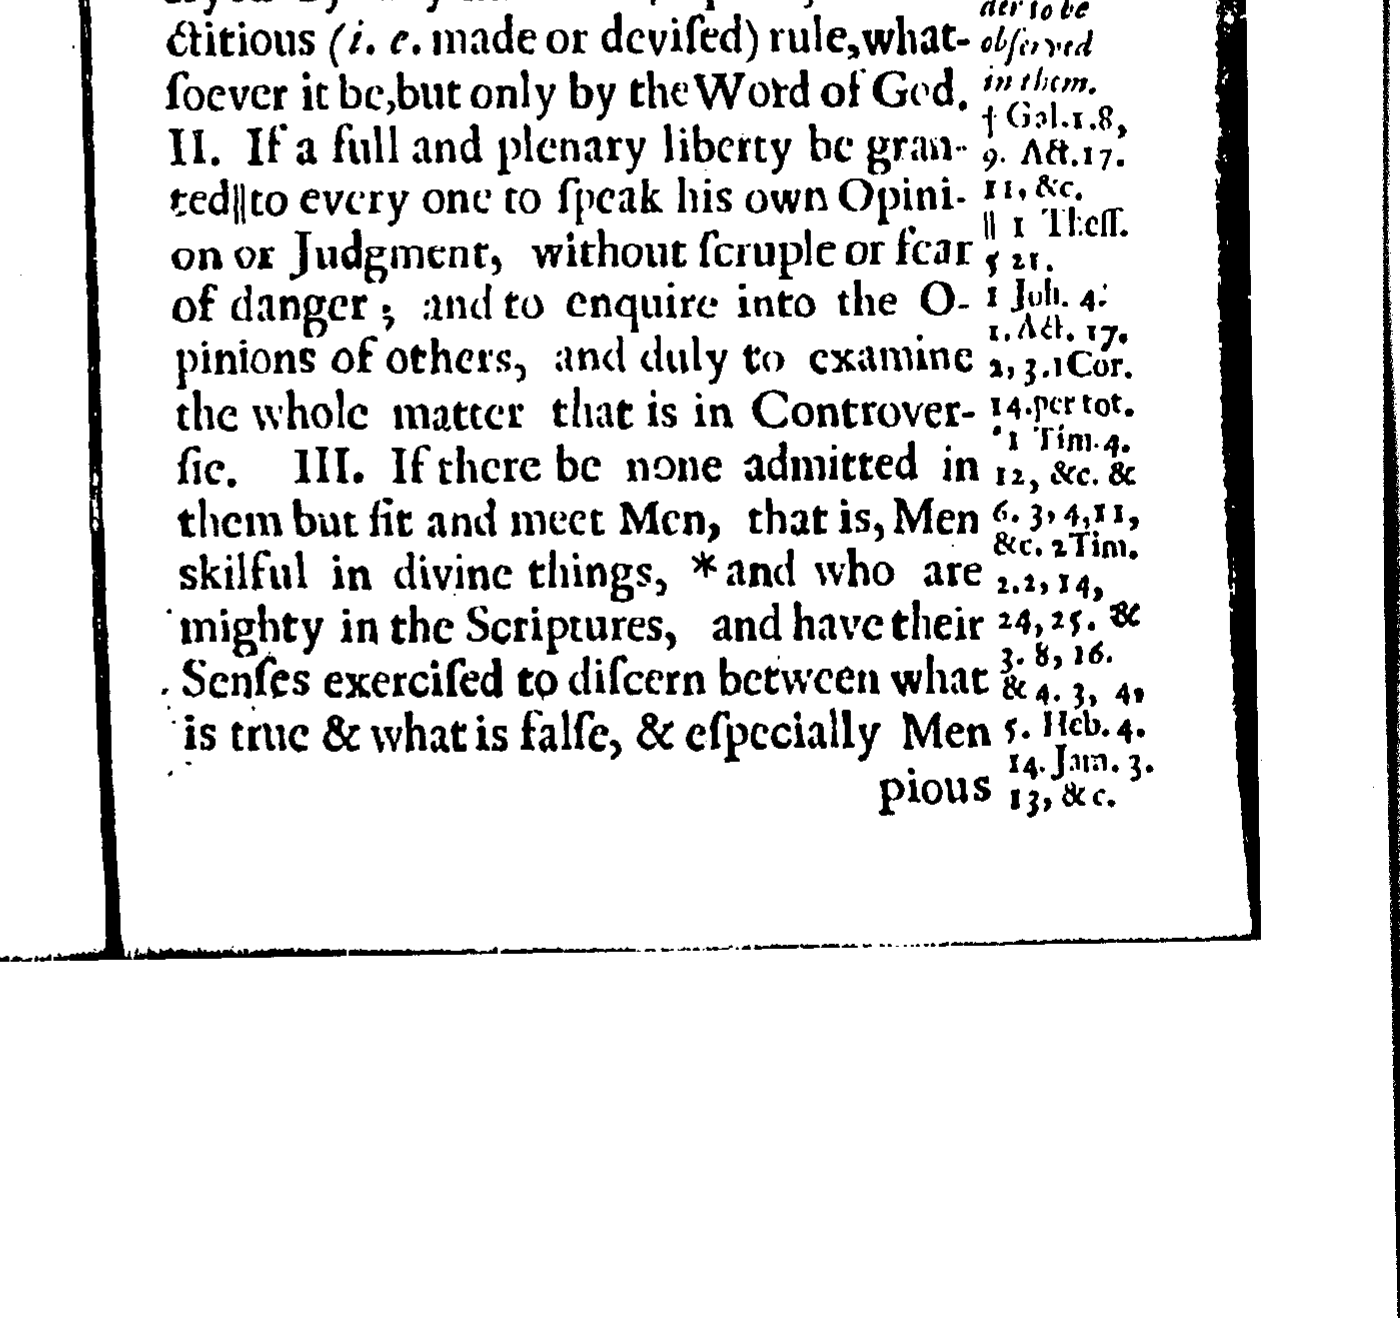 ctitious (i. e. made or deviſed) rule,what-
ſoever it be,but only by the Word of God.
II. If a full and plenary liberty be gran-
ted||to every one to ſpeak his own Opini-
on or Judgment, without ſcruple or fear
of danger ; and to enquire into the O-
pinions of others, and duly to examine
the whole matter that is in Controver-
ſie. III. If there be none admitted in
them but fit and meet Men, that is, Men
skilful in divine things, *and who are
mighty in the Scriptures, and have their
Senſes exerciſed to diſcern between what
is true & what is falſe, & eſpecially Men
pious
der to be
obſerved
in them.
† Gal.1.8,
9. Act.17.
11, &c.
|| 1 Theſſ.
5 21.
1 Joh. 4.
1. Act. 17.
2, 3.1Cor.
14.per tot.
*1 Tim.4.
12, &c. &
6. 3, 4,11,
&c. 2Tim.
2.2, 14,
24, 25. &
3. 8, 16.
& 4. 3, 4,
5. Heb. 4.
14. Jam. 3.
13, &c.